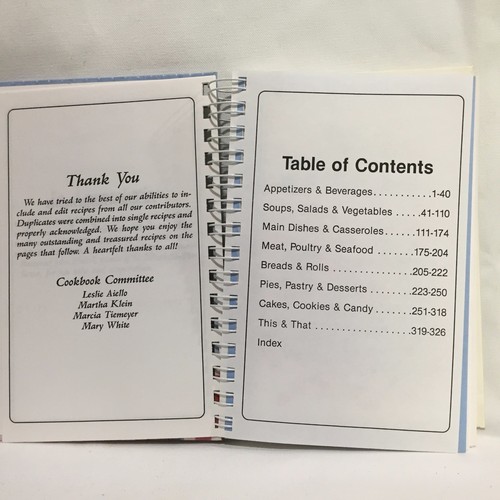 Thank You
We have tried to the best of our abilities to in-
clude and edit recipes from all our contributors.
Duplicates were combined into single recipes and
properly acknowledged. We hope you enjoy the
many outstanding and treasured recipes on the
pages that follow. A heartfelt thanks to all!
Cookbook Committee
Leslie Aiello
Martha Klein
Marcia Tiemeyer
Mary White
Table of Contents
Appetizers & Beverages...........1-40
Soups, Salads & Vegetables .....41-110
Main Dishes & Casseroles......111-174
Meat, Poultry & Seafood .......175-204
Breads & Rolls ..............205-222
Pies, Pastry & Desserts ........223-250
Cakes, Cookies & Candy .......251-318
This & That .................319-326
Index